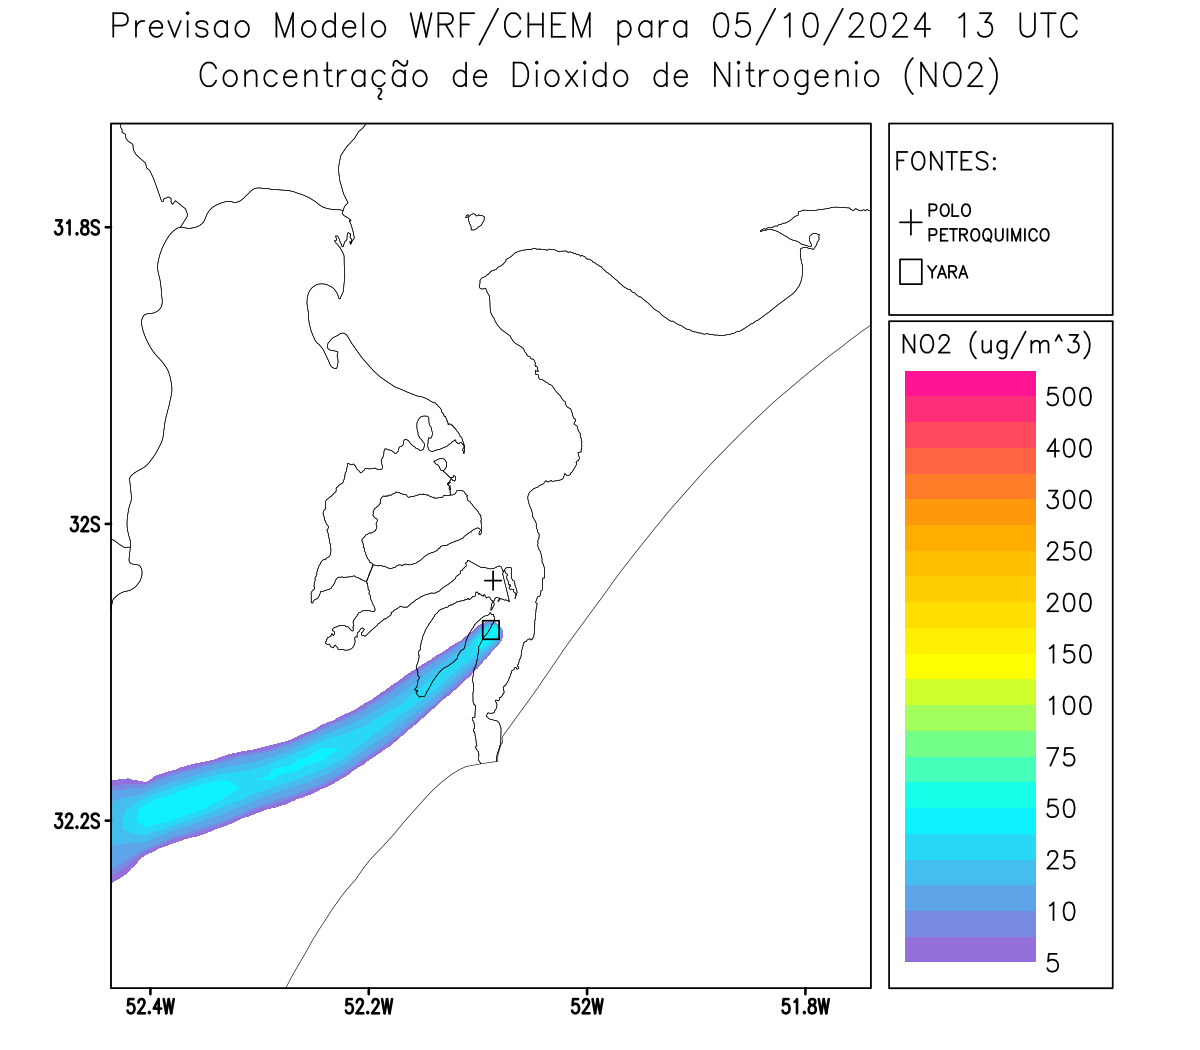 Previsao Modelo WRF/CHEM para 05/10/2024 13 UTC
Concentração de Dioxido de Nitrogenio (NO2)
FONTES:
POLO
PETROQUIMICO
YARA
NO2 (ug/m^3)
500
400
300
250
200
150
100
75
50
25
10
5
31.8S
32S
32.2S
52.4W
52.2W
52W
51.8W